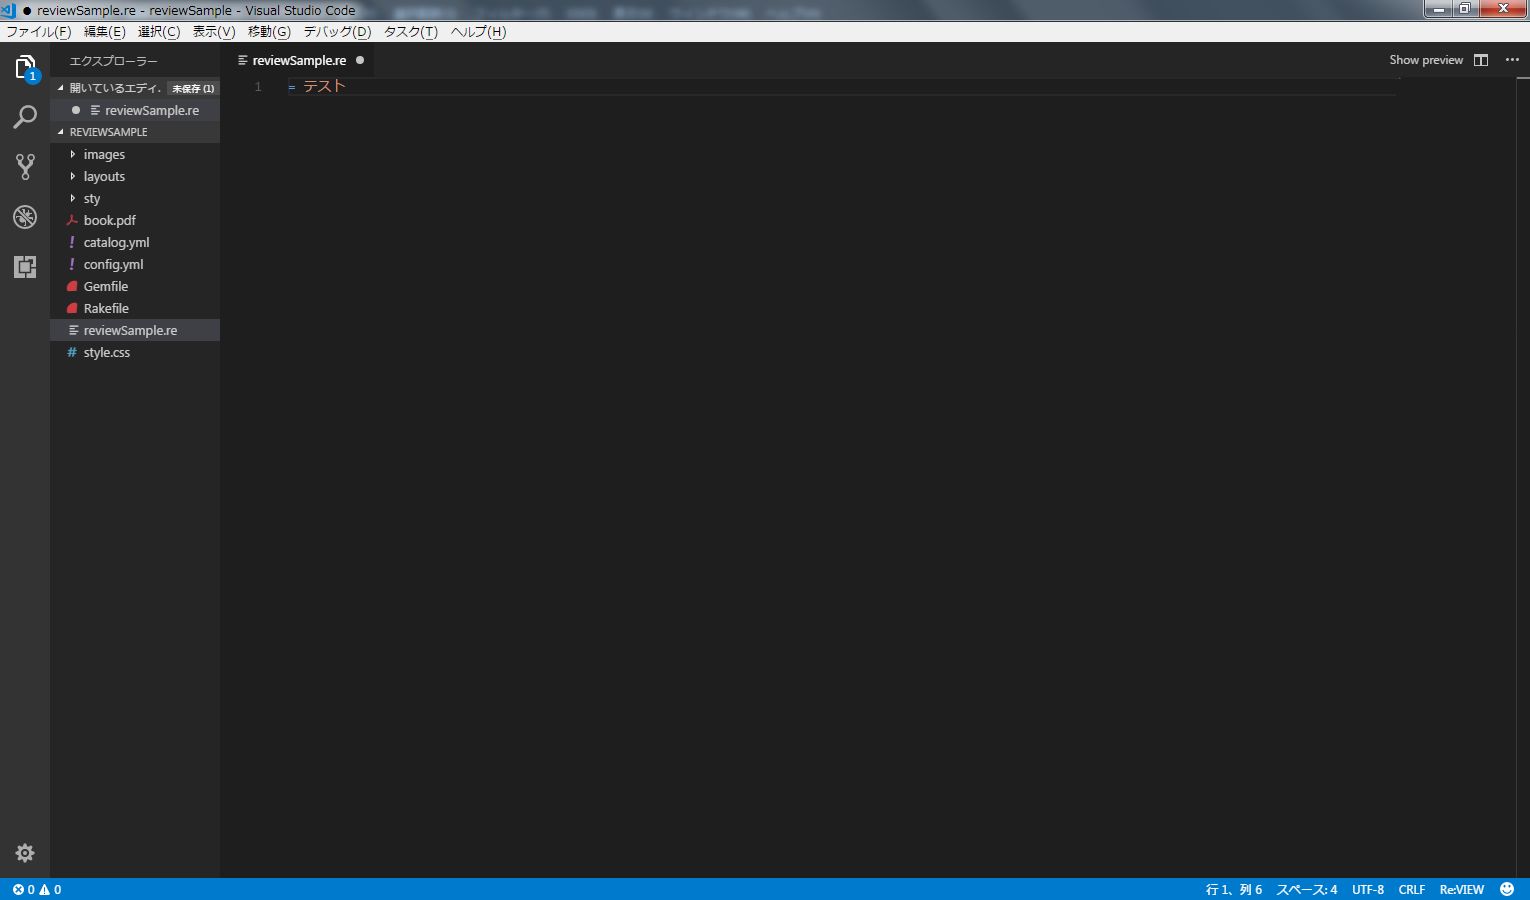 ● reviewSample.re - reviewSample - Visual Studio Code
ファイル(F) 編集(E) 選択(C) 表示(V) 移動(G) デバッグ(D) タスク(T) ヘルプ(H)
1
エクスプローラー
開いているエディ. 未保存 (1)
reviewSample.re
REVIEWSAMPLE
images
layouts
sty
book.pdf
! catalog.yml
! config.yml
Gemfile
Rakefile
reviewSample.re
# style.css
reviewSample.re ●
Show preview ...
1 = テスト
0 0
行 1、列 6 スペース: 4 UTF-8 CRLF Re:VIEW